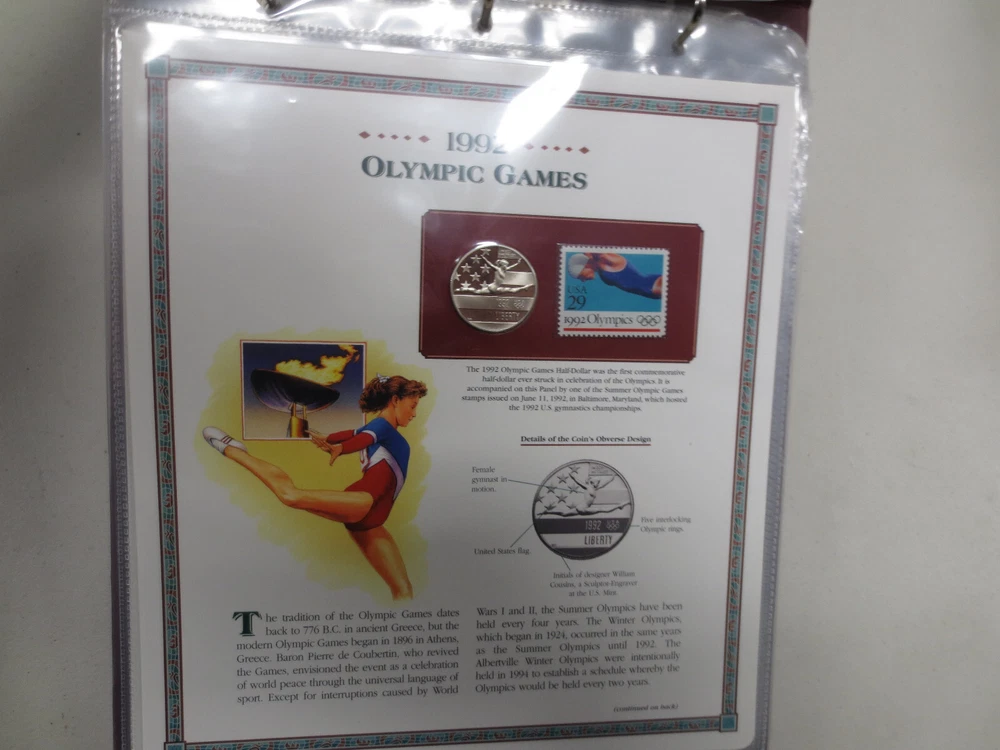 1992
OLYMPIC GAMES
1992
LIBERTY
USA
29
1992 Olympics
The 1992 Olympic Games Half-Dollar was the first commemorative
half-dollar ever struck in celebration of the Olympics. It is
accompanied on this Panel by one of the Summer Olympic Games
stamps issued on June 11, 1992, in Baltimore, Maryland, which hosted
the 1992 U.S. gymnastics championships.
Details of the Coin's Obverse Design
Female
gymnast in
motion.
1992 USA
LIBERTY
Five interlocking
Olympic rings.
United States flag.
Initials of designer William
Cousins, a Sculptor-Engraver
at the U.S. Mint.
The tradition of the Olympic Games dates
back to 776 B.C. in ancient Greece, but the
modern Olympic Games began in 1896 in Athens,
Greece. Baron Pierre de Coubertin, who revived
the Games, envisioned the event as a celebration
of world peace through the universal language of
sport. Except for interruptions caused by World
Wars I and II, the Summer Olympics have been
held every four years. The Winter Olympics,
which began in 1924, occurred in the same years
as the Summer Olympics until 1992. The
Albertville Winter Olympics were intentionally
held in 1994 to establish a schedule whereby the
Olympics would be held every two years.
(continued on back)